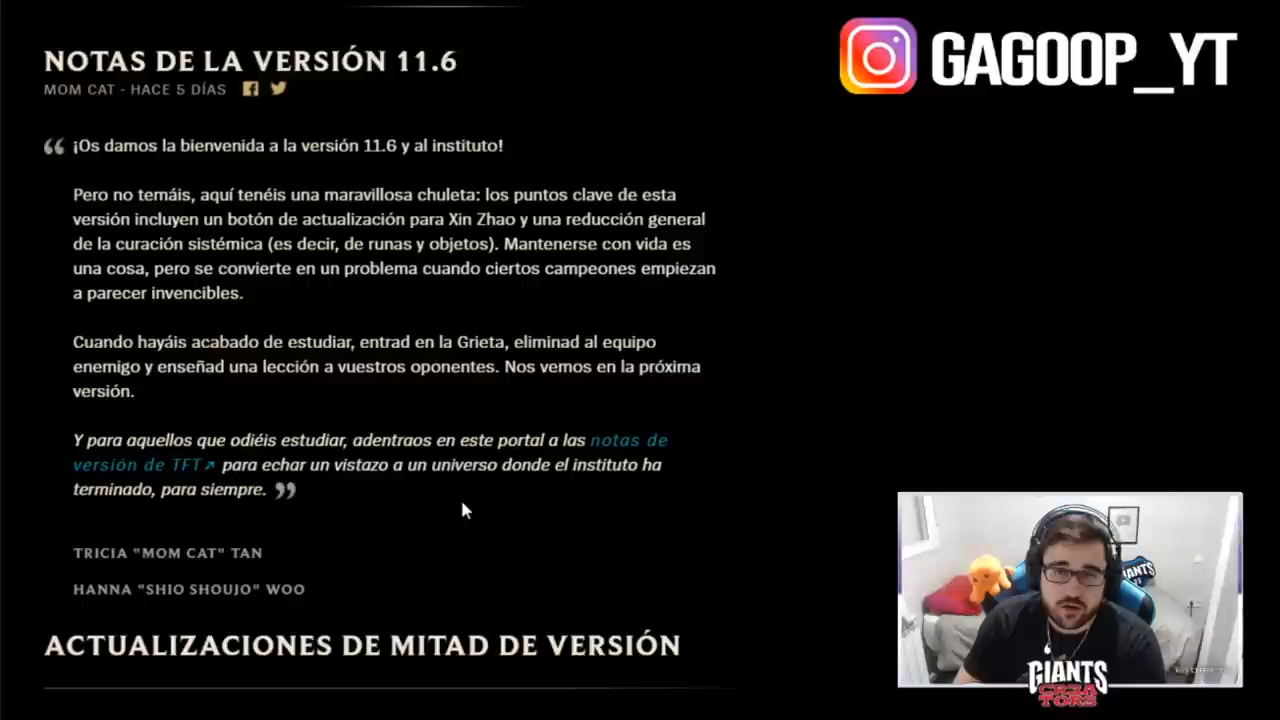 NOTAS DE LA VERSIÓN 11.6
MOM CAT - HACE 5 DÍAS
GAGOOP_YT
“ ¡Os damos la bienvenida a la versión 11.6 y al instituto!
Pero no temáis, aquí tenéis una maravillosa chuleta: los puntos clave de esta
versión incluyen un botón de actualización para Xin Zhao y una reducción general
de la curación sistémica (es decir, de runas y objetos). Mantenerse con vida es
una cosa, pero se convierte en un problema cuando ciertos campeones empiezan
a parecer invencibles.
Cuando hayáis acabado de estudiar, entrad en la Grieta, eliminad al equipo
enemigo y enseñad una lección a vuestros oponentes. Nos vemos en la próxima
versión.
Y para aquellos que odiéis estudiar, adentraos en este portal a las notas de
versión de TFT↗ para echar un vistazo a un universo donde el instituto ha
terminado, para siempre. ”
TRICIA "MOM CAT" TAN
HANNA "SHIO SHOUJO" WOO
ACTUALIZACIONES DE MITAD DE VERSIÓN
GIANTS
GIANTS
CREA
TORS